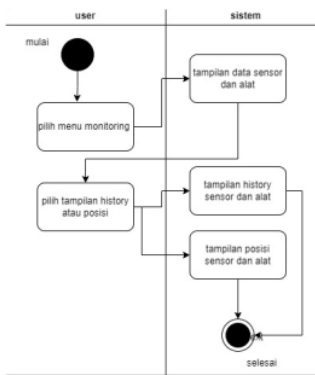 user
sistem
mulai
tampilan data sensor
dan alat
pilih menu monitoring
pilih tampilan history
atau posisi
tampilan history
sensor dan alat
tampilan posisi
sensor dan alat
selesai